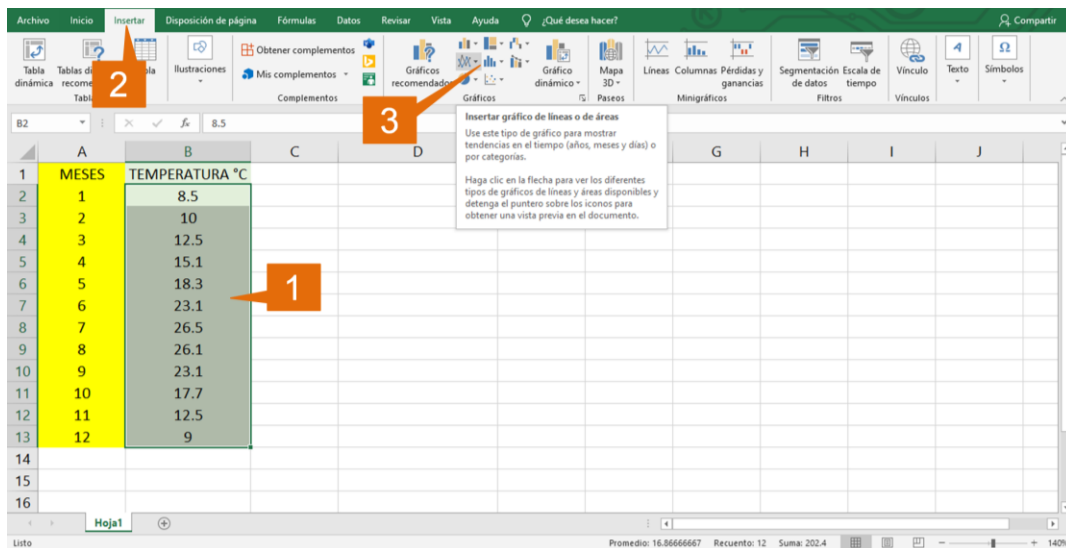 Archivo Inicio Insertar Disposición de página Fórmulas Datos Revisar Vista Ayuda ¿Qué desea hacer? Compartir
Tabla dinámica
Tablas di
recome
la
Ilustraciones
Obtener complementos
Mis complementos
Gráficos recomendados
Gráfico dinámico
Mapa 3D
Líneas Columnas Pérdidas y ganancias
Segmentación de datos
Escala de tiempo
Vínculo
Texto
Símbolos
Tabl Complementos Gráficos Paseos Minigráficos Filtros Vínculos
2
3
B2 fx 8.5
Insertar gráfico de líneas o de áreas
Use este tipo de gráfico para mostrar
tendencias en el tiempo (años, meses y días) o
por categorías.
Haga clic en la flecha para ver los diferentes
tipos de gráficos de líneas y áreas disponibles y
detenga el puntero sobre los iconos para
obtener una vista previa en el documento.
A B C D G H I J
1 MESES TEMPERATURA °C
2 1 8.5
3 2 10
4 3 12.5
5 4 15.1
6 5 18.3
7 6 23.1
8 7 26.5
9 8 26.1
10 9 23.1
11 10 17.7
12 11 12.5
13 12 9
14
15
16
1
Hoja1
Listo Promedio: 16.86666667 Recuento: 12 Suma: 202.4 140%